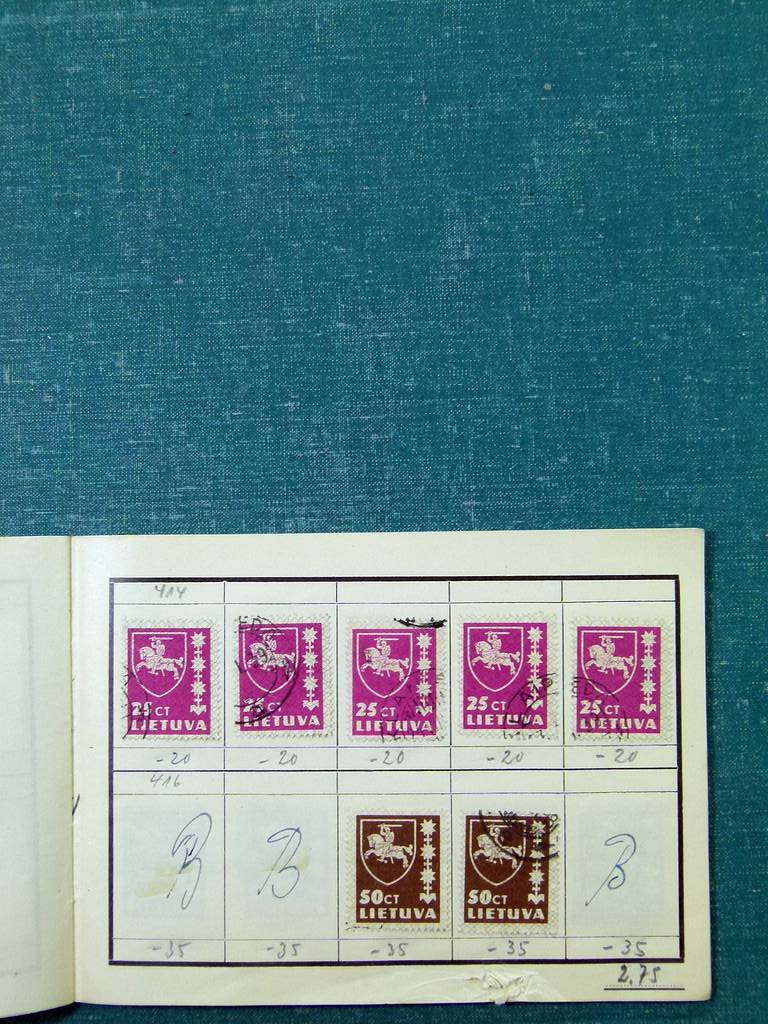 414
25 CT 25 CT 25 CT 25 CT 25 CT
LIETUVA LIETUVA LIETUVA LIETUVA LIETUVA
-20 -20 -20 -20 -20
416
B B B
50 CT 50 CT
LIETUVA LIETUVA
-35 -35 -35 -35 -35
2,75